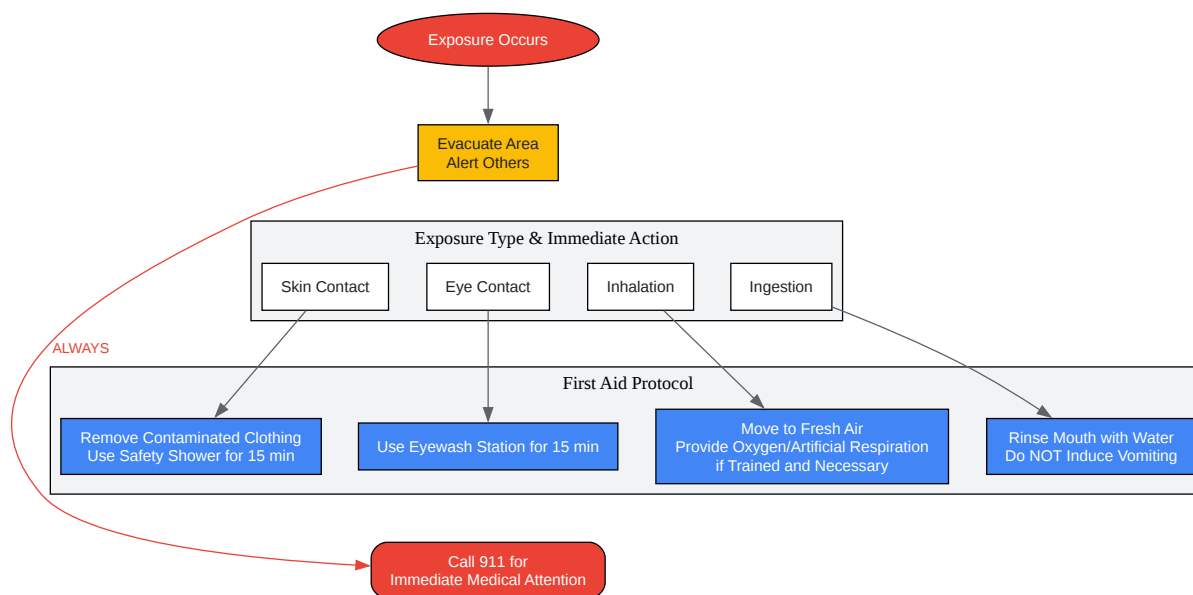 Exposure Occurs
Evacuate Area
Alert Others
Exposure Type & Immediate Action
Skin Contact
Eye Contact
Inhalation
Ingestion
ALWAYS
First Aid Protocol
Remove Contaminated Clothing
Use Safety Shower for 15 min
Use Eyewash Station for 15 min
Move to Fresh Air
Provide Oxygen/Artificial Respiration
if Trained and Necessary
Rinse Mouth with Water
Do NOT Induce Vomiting
Call 911 for
Immediate Medical Attention